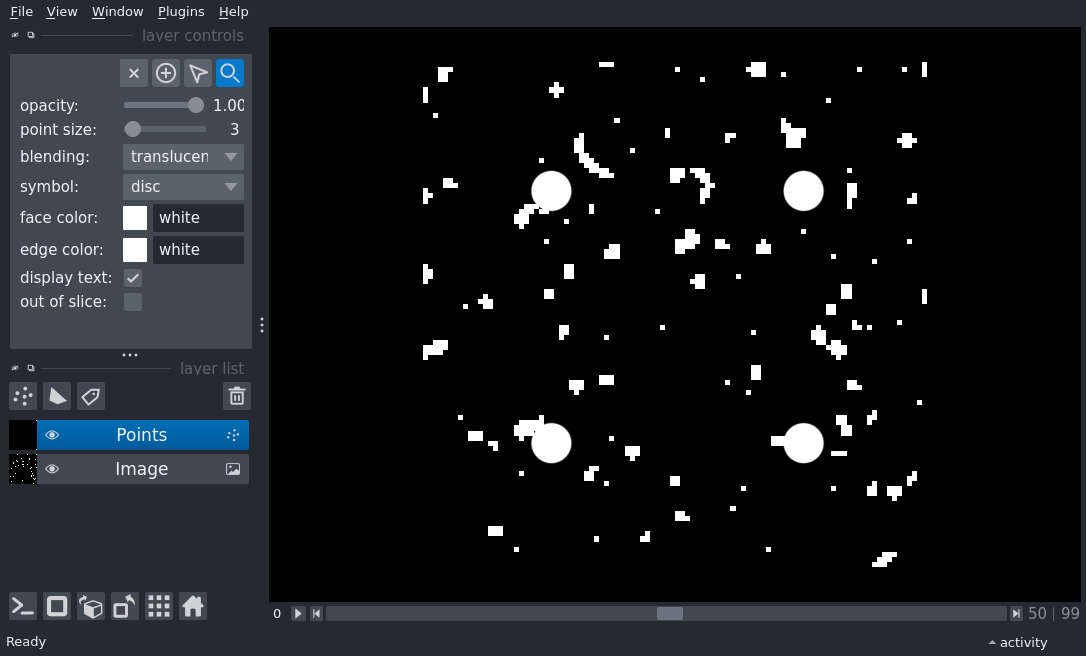 File View Window Plugins Help
layer controls
opacity: 1.00
point size: 3
blending: translucen
symbol: disc
face color: white
edge color: white
display text:
out of slice:
layer list
Points
Image
0 50 | 99
Ready activity